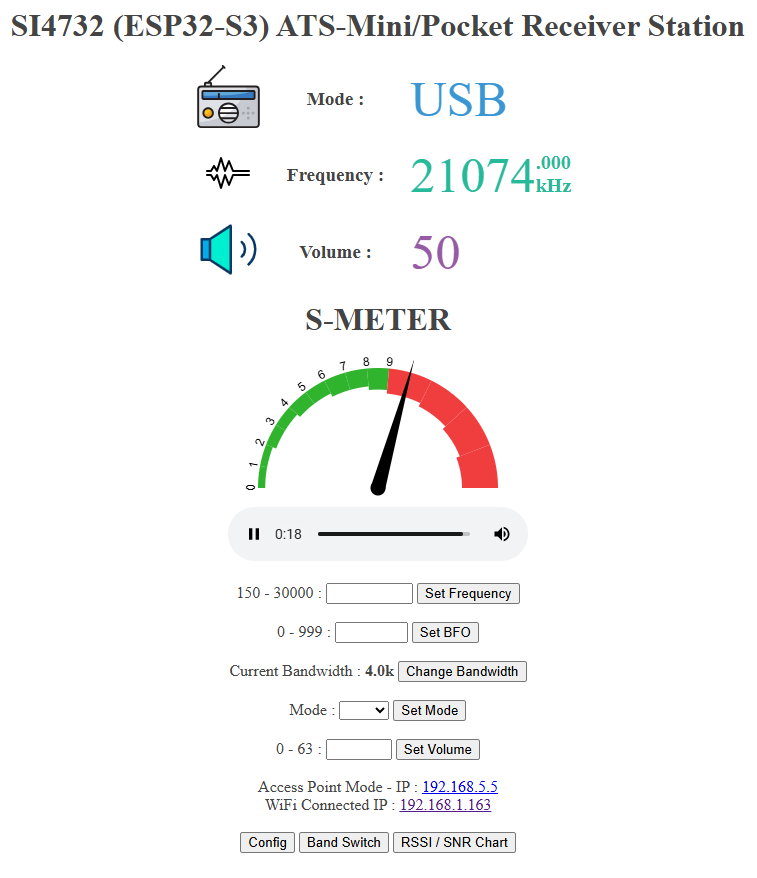 SI4732 (ESP32-S3) ATS-Mini/Pocket Receiver Station
Mode : USB
Frequency : 21074.000 kHz
Volume : 50
S-METER
0 1 2 3 4 5 6 7 8 9
0:18
150 - 30000 : Set Frequency
0 - 999 : Set BFO
Current Bandwidth : 4.0k Change Bandwidth
Mode : Set Mode
0 - 63 : Set Volume
Access Point Mode - IP : 192.168.5.5
WiFi Connected IP : 192.168.1.163
Config Band Switch RSSI / SNR Chart